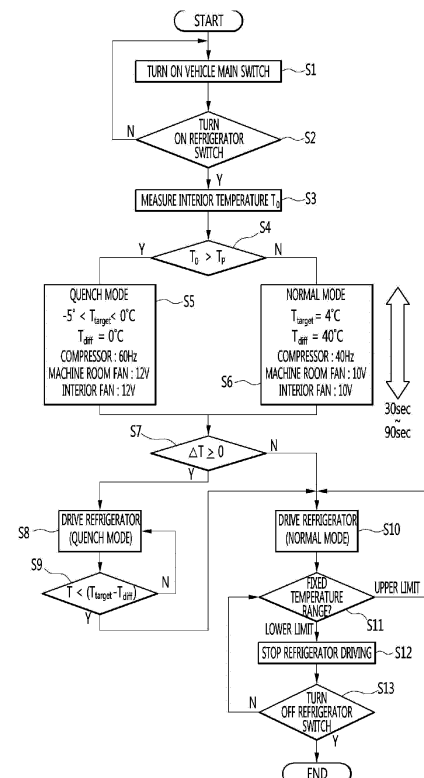 START
TURN ON VEHICLE MAIN SWITCH
S1
TURN
ON REFRIGERATOR
SWITCH
S2
N
Y
MEASURE INTERIOR TEMPERATURE T₀
S3
S4
Y
T₀ > Tₚ
N
QUENCH MODE
-5° < Ttarget < 0°C
Tdiff = 0°C
COMPRESSOR : 60Hz
MACHINE ROOM FAN : 12V
INTERIOR FAN : 12V
S5
NORMAL MODE
Ttarget = 4°C
Tdiff = 40°C
COMPRESSOR : 40Hz
MACHINE ROOM FAN : 10V
INTERIOR FAN : 10V
S6
30sec
~
90sec
S7
△T ≥ 0
N
Y
S8
DRIVE REFRIGERATOR
(QUENCH MODE)
S9
T < (Ttarget-Tdiff)
N
Y
DRIVE REFRIGERATOR
(NORMAL MODE)
S10
FIXED
TEMPERATURE
RANGE?
UPPER LIMIT
S11
LOWER LIMIT
STOP REFRIGERATOR DRIVING
S12
TURN
OFF REFRIGERATOR
SWITCH
S13
N
Y
END